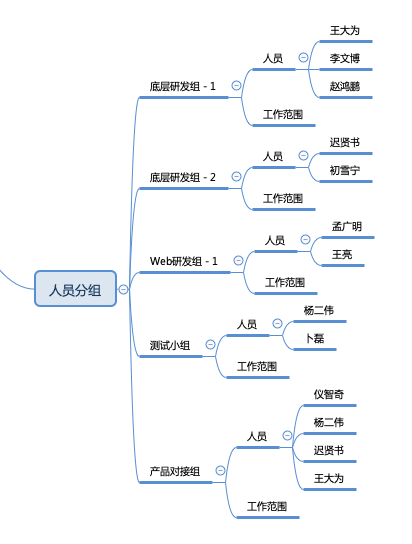 人员分组
底层研发组 - 1
人员
王大为
李文博
赵鸿鹏
工作范围
底层研发组 - 2
人员
迟贤书
初雪宁
工作范围
Web研发组 - 1
人员
孟广明
王亮
工作范围
测试小组
人员
杨二伟
卜磊
工作范围
产品对接组
人员
仪智奇
杨二伟
迟贤书
王大为
工作范围